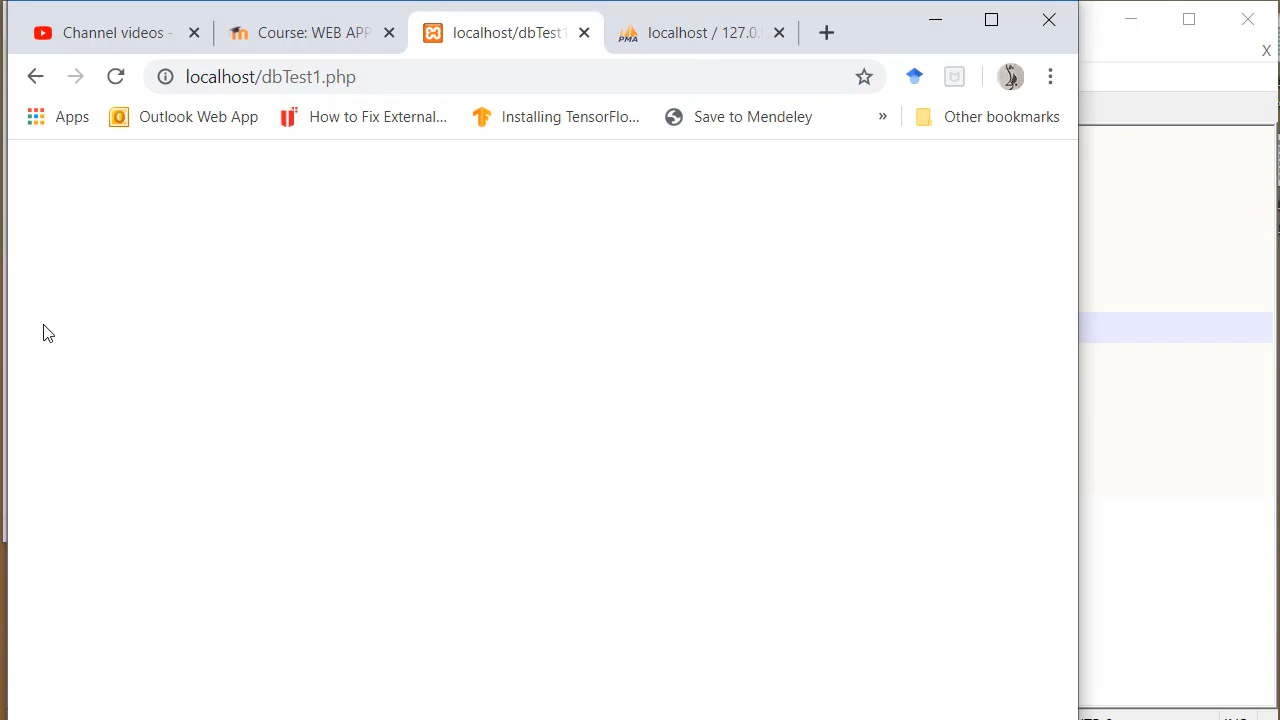 Channel videos -
Course: WEB APP
localhost/dbTest1
localhost / 127.0.
X
localhost/dbTest1.php
Apps
Outlook Web App
How to Fix External...
Installing TensorFlo...
Save to Mendeley
»
Other bookmarks
PMA